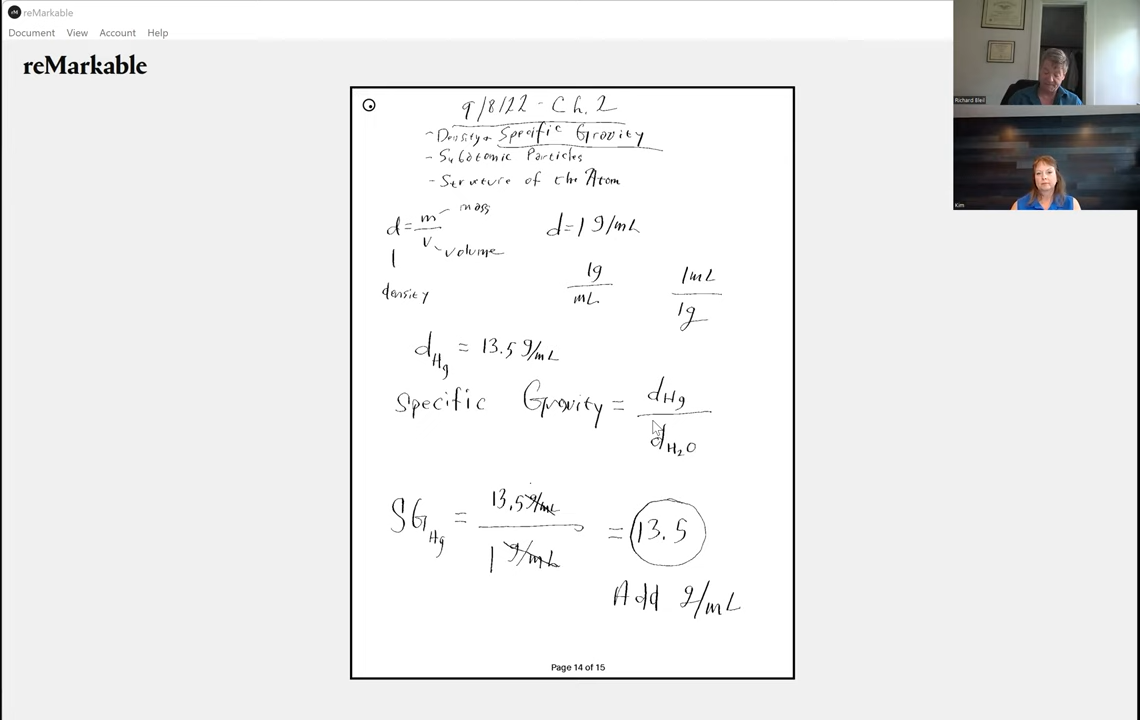 reMarkable
Document View Account Help
reMarkable
9/8/22 - Ch. 2
- Density + Specific Gravity
- Subatomic Particles
- Structure of the Atom
d = m/V
mass
volume
density
d = 1 g/mL
1g/mL
1mL/1g
dHg = 13.5 g/mL
Specific Gravity = dHg/dH2O
SGHg = 13.5 g/mL / 1 g/mL = 13.5
Add g/mL
Page 14 of 15
Richard Bleil
Kim